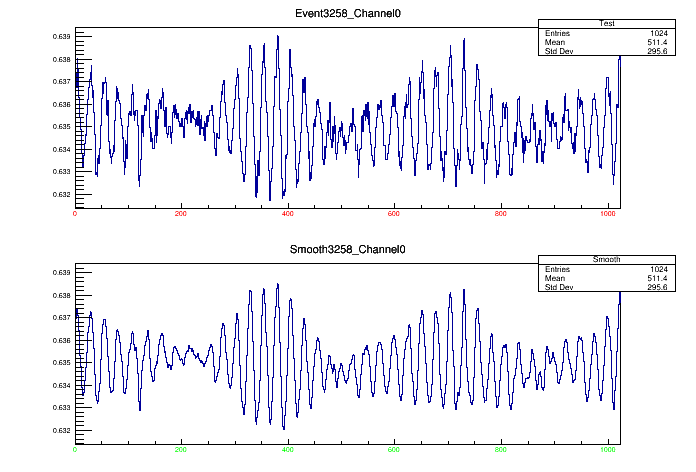 Event3258_Channel0
Test
Entries 1024
Mean 511.4
Std Dev 295.6
0.639
0.638
0.637
0.636
0.635
0.634
0.633
0.632
0 200 400 600 800 1000
Smooth3258_Channel0
Smooth
Entries 1024
Mean 511.4
Std Dev 295.6
0.639
0.638
0.637
0.636
0.635
0.634
0.633
0.632
0 200 400 600 800 1000